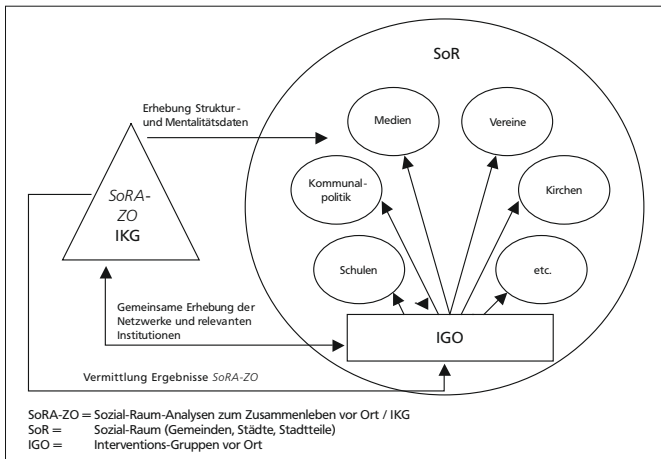 SoR
Erhebung Struktur-
und Mentalitätsdaten
Medien
Vereine
Kommunal-
politik
Kirchen
SoRA-
ZO
IKG
Schulen
etc.
Gemeinsame Erhebung der
Netzwerke und relevanten
Institutionen
IGO
Vermittlung Ergebnisse SoRA-ZO
SoRA-ZO = Sozial-Raum-Analysen zum Zusammenleben vor Ort / IKG
SoR = Sozial-Raum (Gemeinden, Städte, Stadtteile)
IGO = Interventions-Gruppen vor Ort